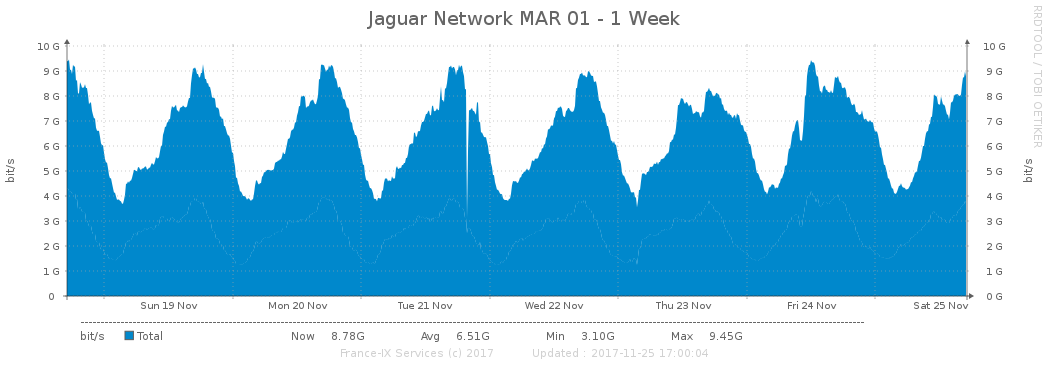 Jaguar Network MAR 01 - 1 Week
RRDTOOL / TOBI OETIKER
10 G 10 G
9 G 9 G
8 G 8 G
7 G 7 G
6 G 6 G
5 G 5 G
4 G 4 G
3 G 3 G
2 G 2 G
1 G 1 G
0 0 G
bit/s bit/s
Sun 19 Nov Mon 20 Nov Tue 21 Nov Wed 22 Nov Thu 23 Nov Fri 24 Nov Sat 25 Nov
bit/s Total Now 8.78G Avg 6.51G Min 3.10G Max 9.45G
France-IX Services (c) 2017 Updated : 2017-11-25 17:00:04